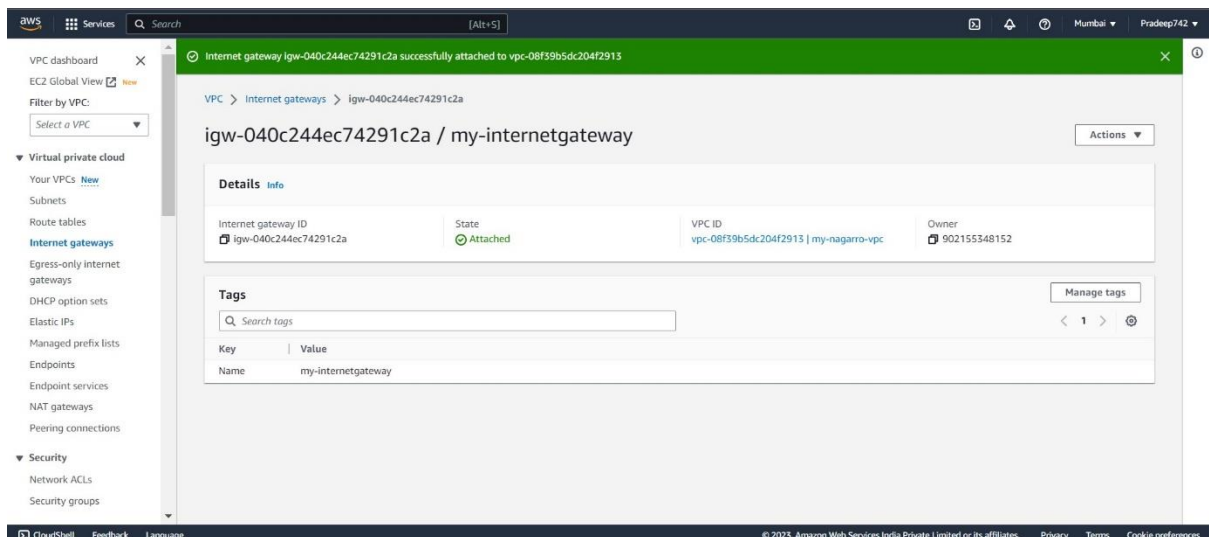 aws
Services
Search
[Alt+S]
Mumbai
Pradeep742
VPC dashboard
EC2 Global View New
Filter by VPC:
Select a VPC
Virtual private cloud
Your VPCs New
Subnets
Route tables
Internet gateways
Egress-only internet
gateways
DHCP option sets
Elastic IPs
Managed prefix lists
Endpoints
Endpoint services
NAT gateways
Peering connections
Security
Network ACLs
Security groups
Internet gateway igw-040c244ec74291c2a successfully attached to vpc-08f39b5dc204f2913
VPC > Internet gateways > igw-040c244ec74291c2a
igw-040c244ec74291c2a / my-internetgateway
Actions
Details Info
Internet gateway ID
igw-040c244ec74291c2a
State
Attached
VPC ID
vpc-08f39b5dc204f2913 | my-nagarro-vpc
Owner
902155348152
Tags
Manage tags
Search tags
1
Key Value
Name my-internetgateway
CloudShell Feedback Language
© 2023, Amazon Web Services India Private Limited or its affiliates. Privacy Terms Cookie preferences